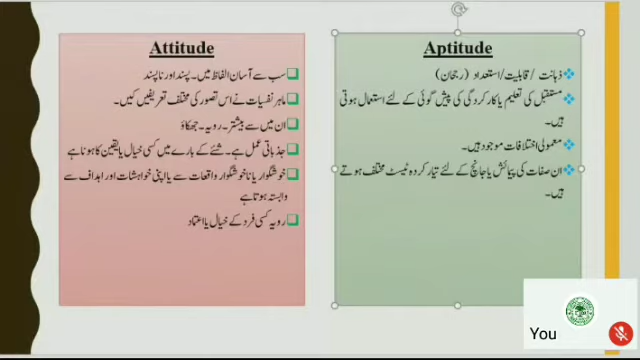 Attitude
سب سے آسان الفاظ میں۔ پسند اور ناپسند
ماہر نفسیات نے اس تصور کی مختلف تعریفیں کیں۔
ان میں سے بیشتر۔ رویہ۔ جھکاؤ
جذباتی عمل ہے۔ شئے کے بارے میں کسی خیال یا یقین کا ہونا ہے
خوشگوار یا ناخوشگوار واقعات سے یا اپنی خواہشات اور اہداف سے
وابستہ ہوتا ہے
رویہ کسی فرد کے خیال یا اعتماد
Aptitude
ذہانت / قابلیت/استعداد (رجحان)
مستقبل کی تعلیم یا کارکردگی کی پیش گوئی کے لئے استعمال ہوتی
ہیں۔
معمولی اختلافات موجود ہیں۔
ان صفات کی پیمائش یا جانچ کے لئے تیار کردہ ٹیسٹ مختلف ہوتے
ہیں۔
You